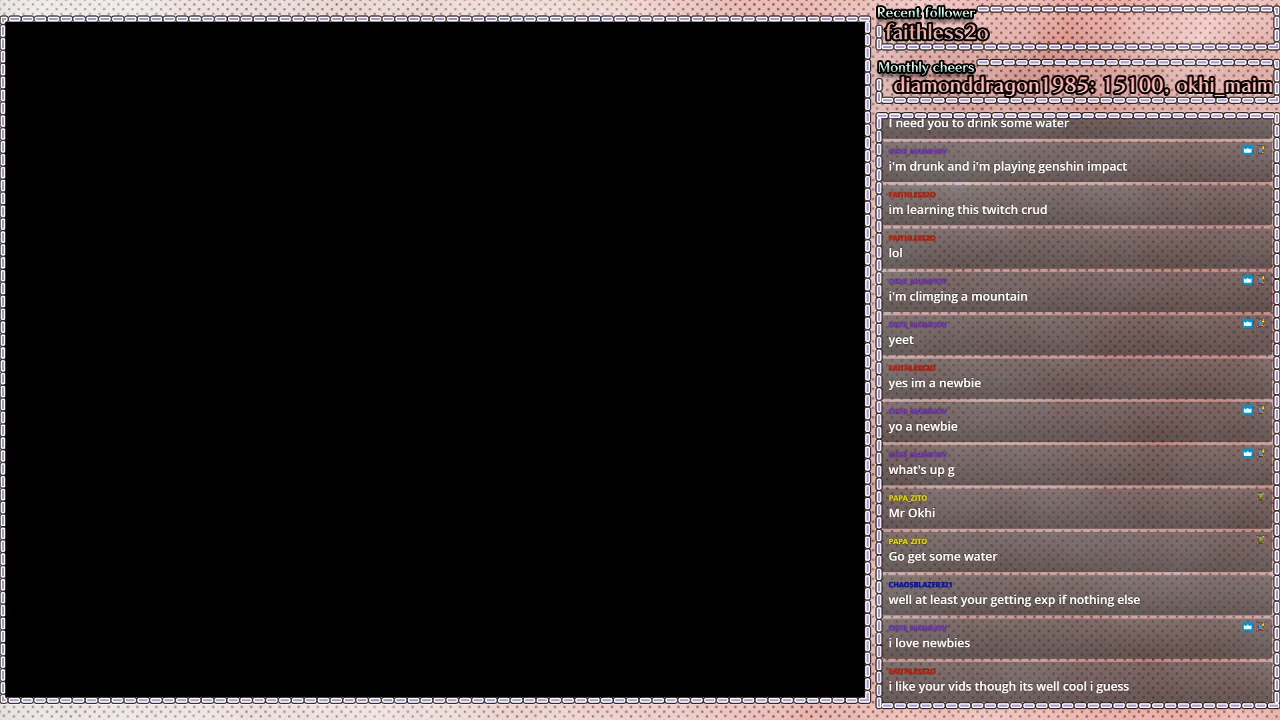 Recent follower
faithless2o
Monthly cheers
diamonddragon1985: 15100, okhi_maim
I need you to drink some water
i'm drunk and i'm playing genshin impact
FAITHLESS2O
im learning this twitch crud
FAITHLESS2O
lol
i'm climging a mountain
yeet
FAITHLESS2O
yes im a newbie
yo a newbie
what's up g
PAPA_ZITO
Mr Okhi
PAPA_ZITO
Go get some water
CHAOSBLAZER321
well at least your getting exp if nothing else
i love newbies
FAITHLESS2O
i like your vids though its well cool i guess